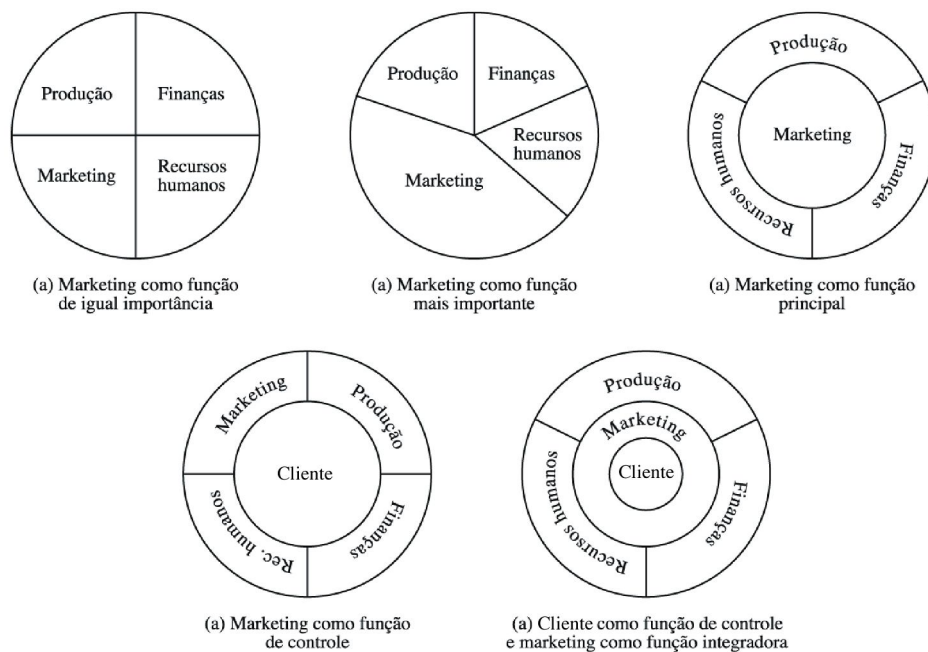 Produção
Finanças
Marketing
Recursos
humanos
(a) Marketing como função
de igual importância
Produção
Finanças
Recursos
humanos
Marketing
(a) Marketing como função
mais importante
Produção
Marketing
Recursos humanos
Finanças
(a) Marketing como função
principal
Marketing
Produção
Cliente
Rec. humanos
Finanças
(a) Marketing como função
de controle
Produção
Marketing
Cliente
Recursos humanos
Finanças
(a) Cliente como função de controle
e marketing como função integradora